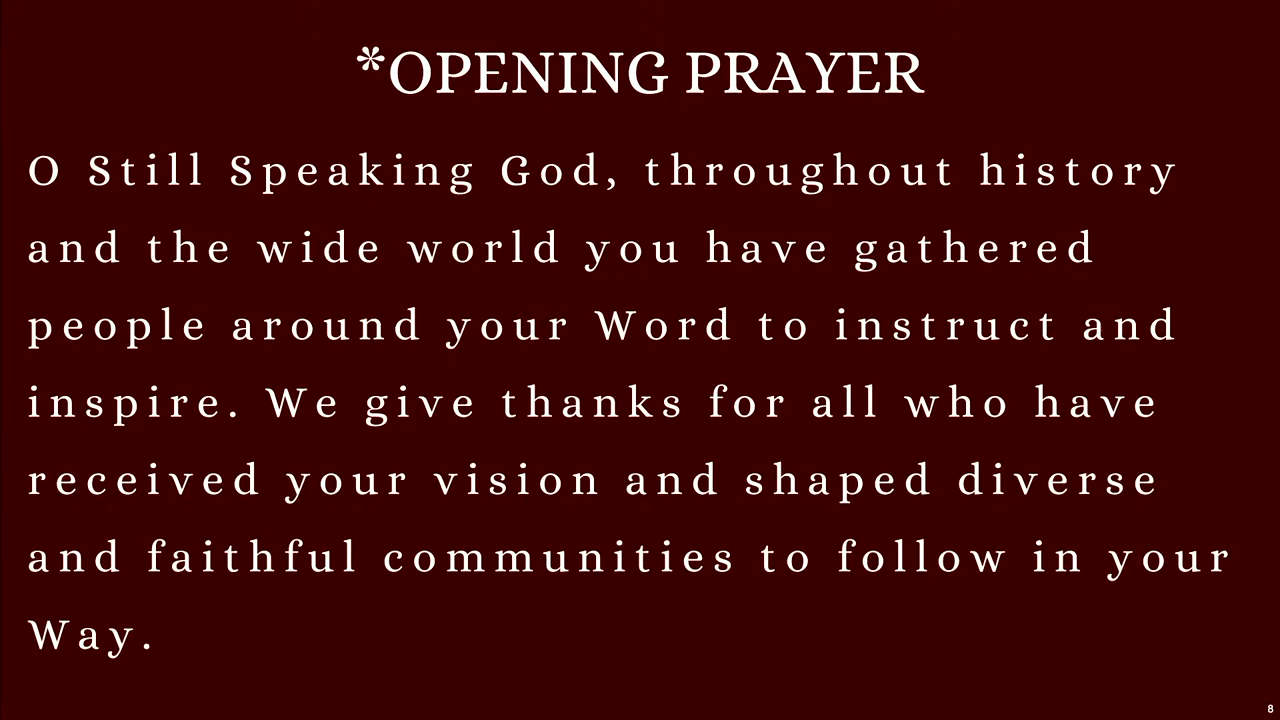 *OPENING PRAYER
O Still Speaking God, throughout history
and the wide world you have gathered
people around your Word to instruct and
inspire. We give thanks for all who have
received your vision and shaped diverse
and faithful communities to follow in your
Way.
8